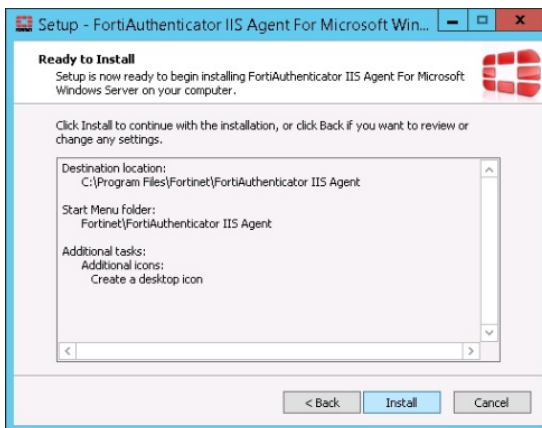 Setup - FortiAuthenticator IIS Agent For Microsoft Win...
Ready to Install
Setup is now ready to begin installing FortiAuthenticator IIS Agent For Microsoft
Windows Server on your computer.
Click Install to continue with the installation, or click Back if you want to review or
change any settings.
Destination location:
C:\Program Files\Fortinet\FortiAuthenticator IIS Agent
Start Menu folder:
Fortinet\FortiAuthenticator IIS Agent
Additional tasks:
Additional icons:
Create a desktop icon
< Back
Install
Cancel